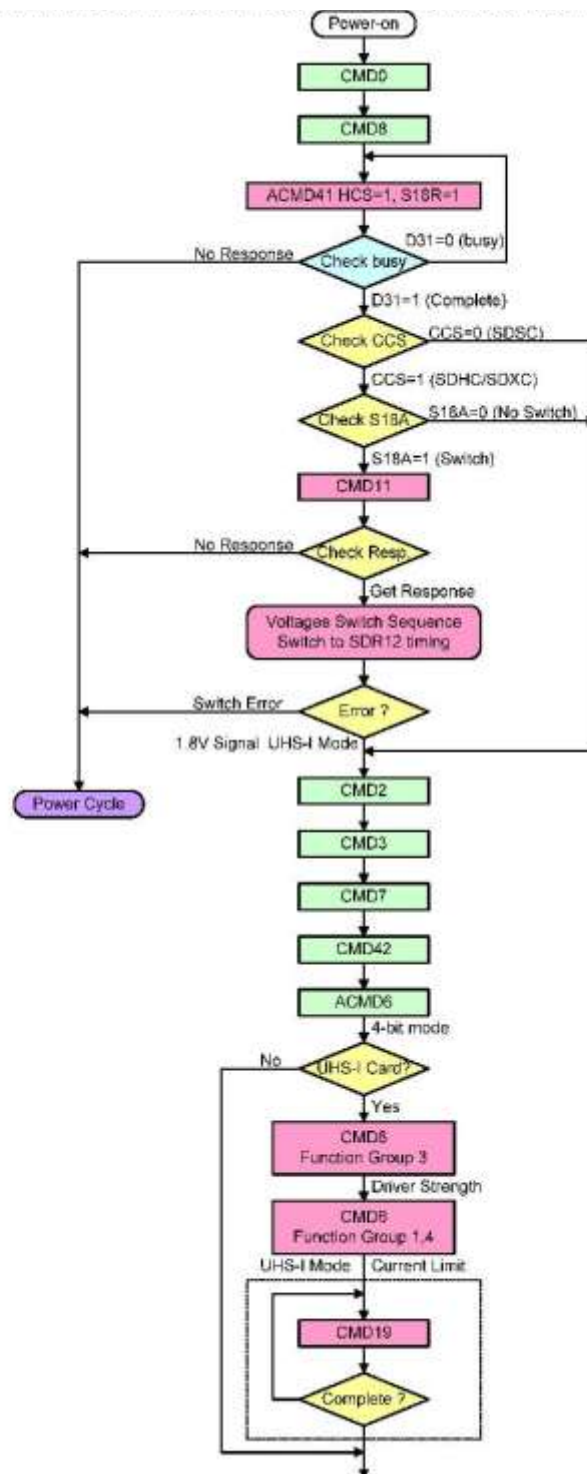 Power-on
CMD0
CMD8
ACMD41 HCS=1, S18R=1
D31=0 (busy)
No Response
Check busy
D31=1 (Complete}
CCS=0 (SDSC)
Check CCS
CCS=1 (SDHC/SDXC)
S18A=0 (No Switch)
Check S18A
S18A=1 (Switch)
CMD11
No Response
Check Resp.
Get Response
Voltages Switch Sequence
Switch to SDR12 timing
Switch Error
Error ?
1.8V Signal UHS-I Mode
CMD2
Power Cycle
CMD3
CMD7
CMD42
ACMD6
4-bit mode
No
UHS-I Card?
Yes
CMD6
Function Group 3
Driver Strength
CMD6
Function Group 1,4
UHS-I Mode
Current Limit
CMD19
Complete ?